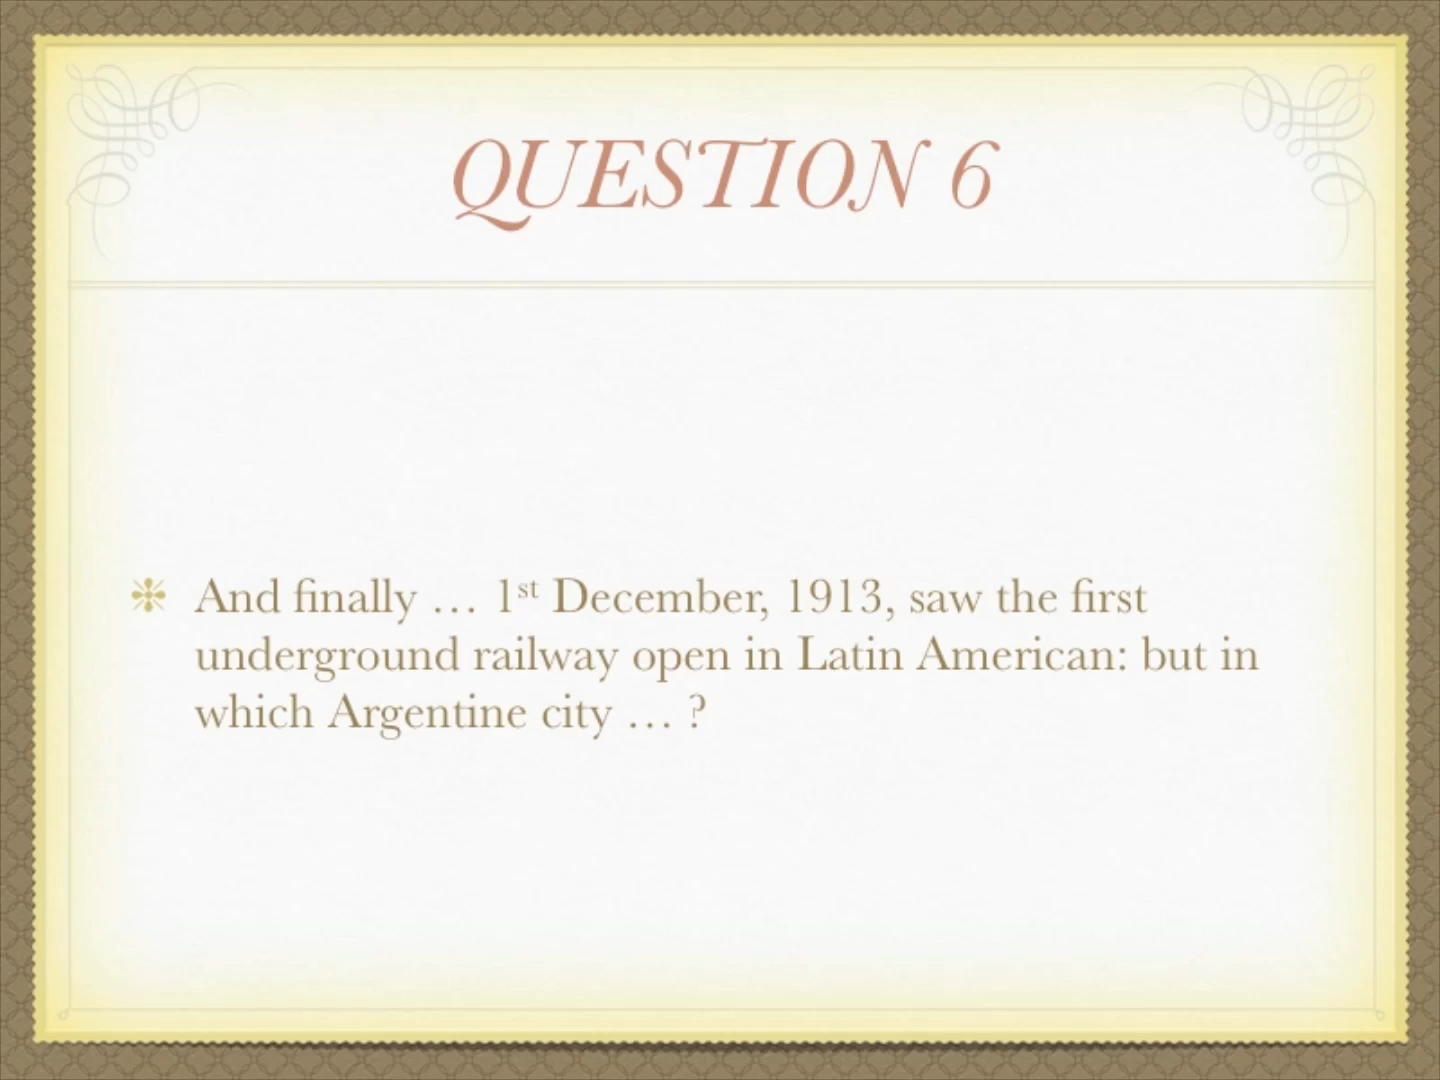 QUESTION 6
And finally … 1st December, 1913, saw the first
underground railway open in Latin American: but in
which Argentine city … ?